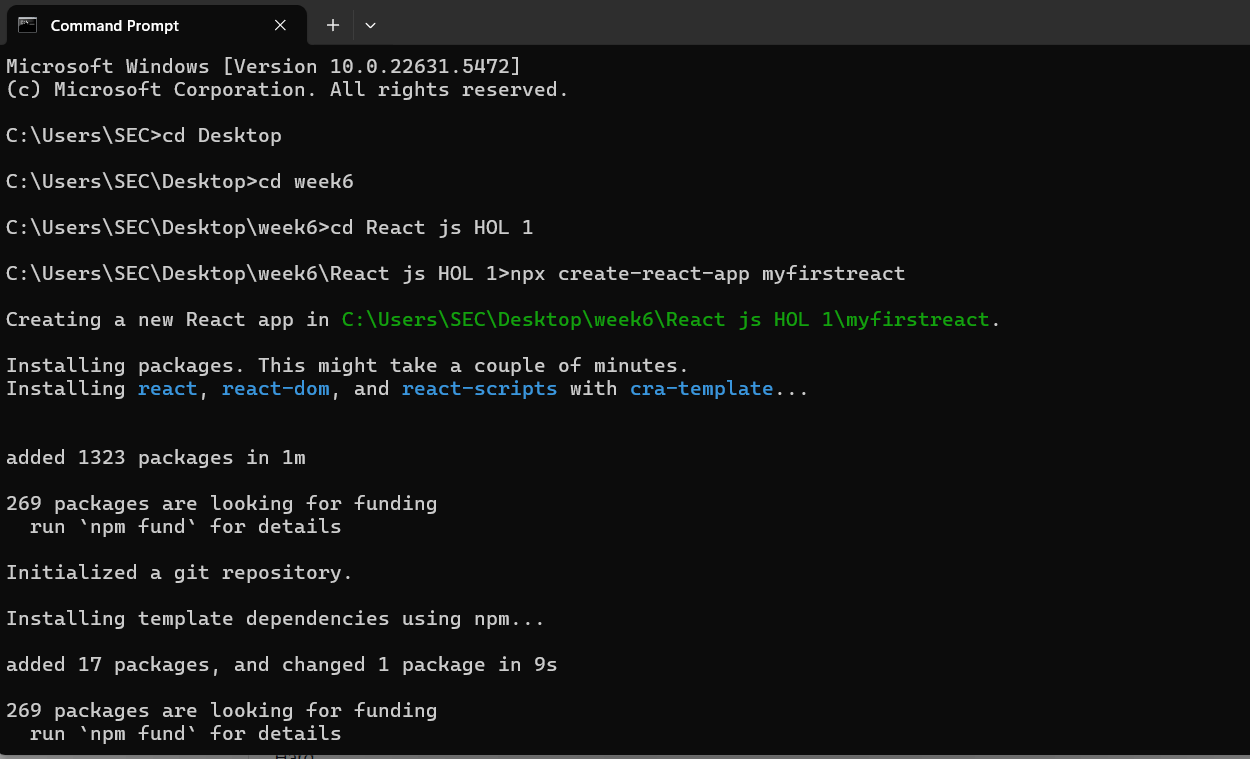 Command Prompt
Microsoft Windows [Version 10.0.22631.5472]
(c) Microsoft Corporation. All rights reserved.
C:\Users\SEC>cd Desktop
C:\Users\SEC\Desktop>cd week6
C:\Users\SEC\Desktop\week6>cd React js HOL 1
C:\Users\SEC\Desktop\week6\React js HOL 1>npx create-react-app myfirstreact
Creating a new React app in C:\Users\SEC\Desktop\week6\React js HOL 1\myfirstreact.
Installing packages. This might take a couple of minutes.
Installing react, react-dom, and react-scripts with cra-template...
added 1323 packages in 1m
269 packages are looking for funding
  run `npm fund` for details
Initialized a git repository.
Installing template dependencies using npm...
added 17 packages, and changed 1 package in 9s
269 packages are looking for funding
  run `npm fund` for details